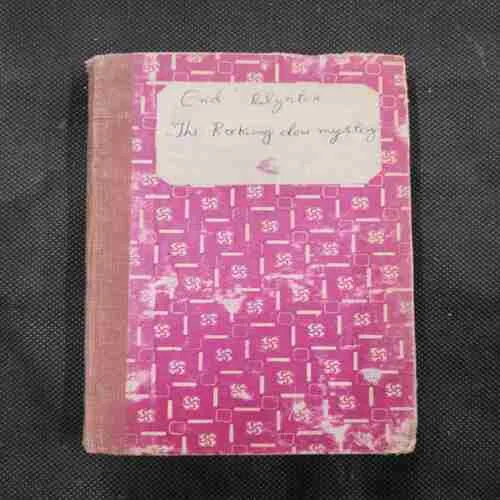 Enid Blyton
The Rockingdown mystery